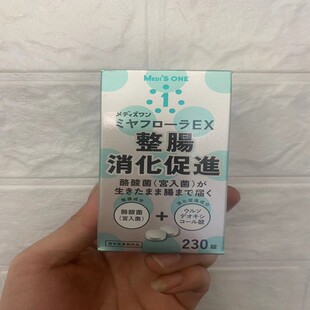 MEDI'S ONE
1
メディズワン
ミヤフローラEX
整腸
消化促進
酪酸菌(宮入菌)が
生きたまま腸まで届く
酪酸菌
(宮入菌)
+
ウルソ
デオキシ
コール酸
230錠